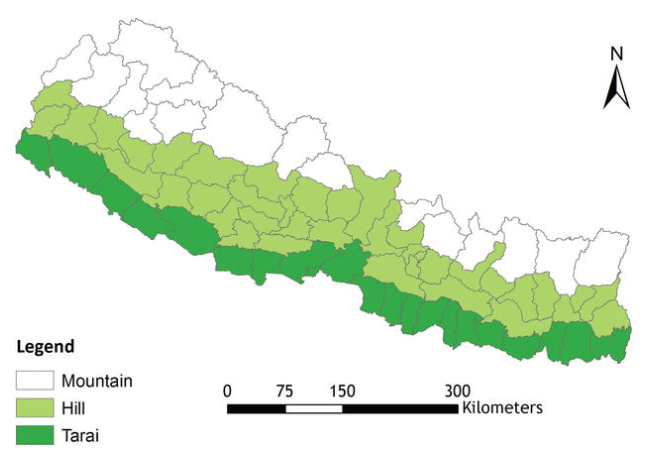 N
Legend
Mountain
Hill
Tarai
0 75 150 300
Kilometers